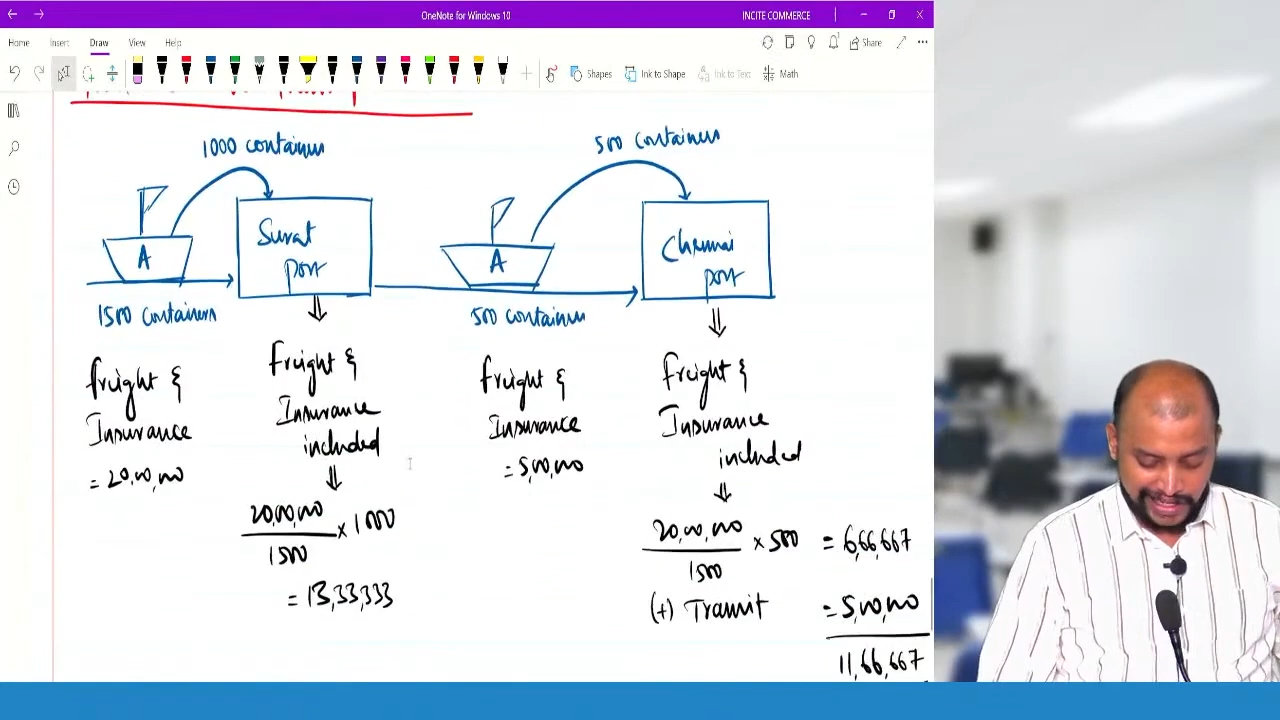 OneNote for Windows 10
INCITE COMMERCE
Home Insert Draw View Help
Share
Shapes Ink to Shape Ink to Text Math
1000 containers
500 containers
A
Surat
port
A
Chennai
port
1500 containers
500 containers
Freight &
Insurance
= 20,00,000
Freight &
Insurance
included
20,00,000
1500
× 1000
= 13,33,333
Freight &
Insurance
= 5,00,000
Freight &
Insurance
included
20,00,000
1500
× 500 = 6,66,667
(+) Transit = 5,00,000
11,66,667